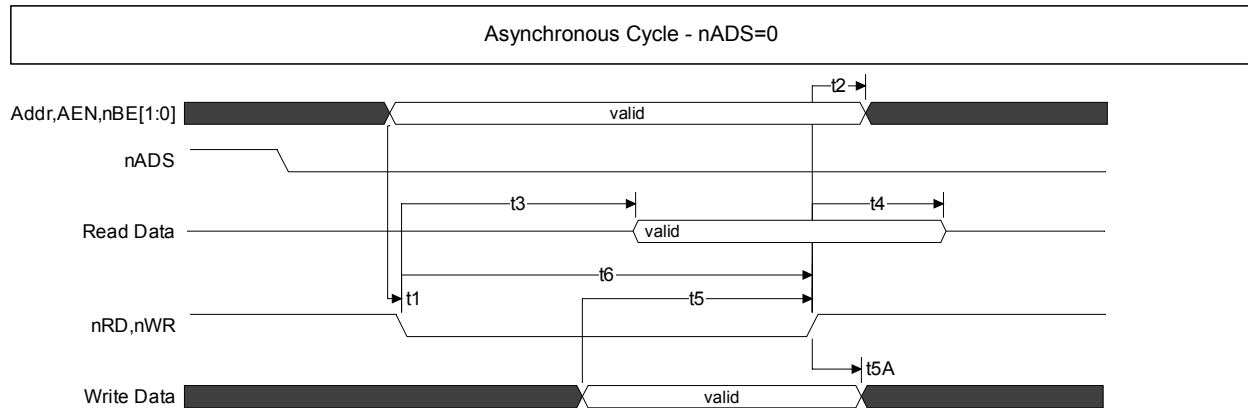 Asynchronous Cycle - nADS=0
t2
Addr,AEN,nBE[1:0] valid
nADS
t3 t4
Read Data valid
t6
t1 t5
nRD,nWR
t5A
Write Data valid